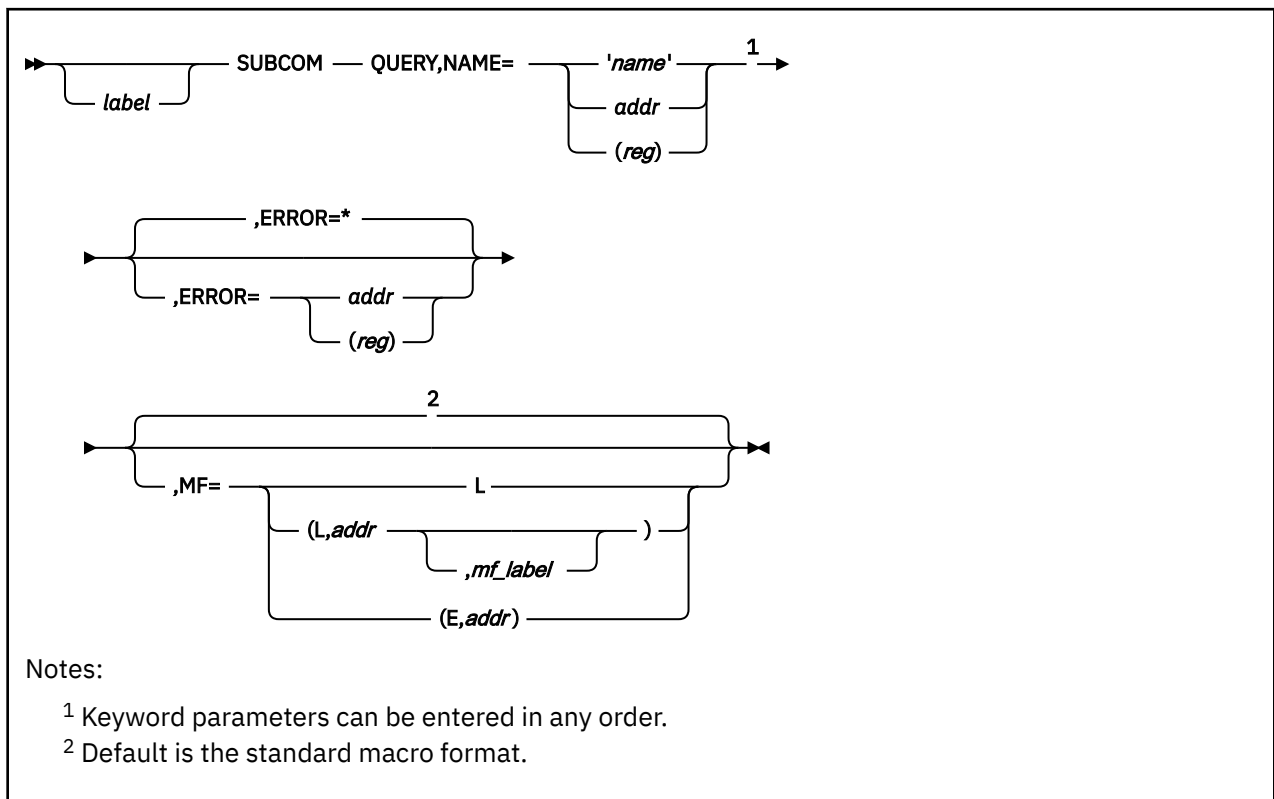 1
SUBCOM QUERY,NAME= 'name'
label addr
(reg)
,ERROR=*
,ERROR= addr
(reg)
2
,MF= L
(L,addr )
,mf_label
(E,addr)
Notes:
1 Keyword parameters can be entered in any order.
2 Default is the standard macro format.